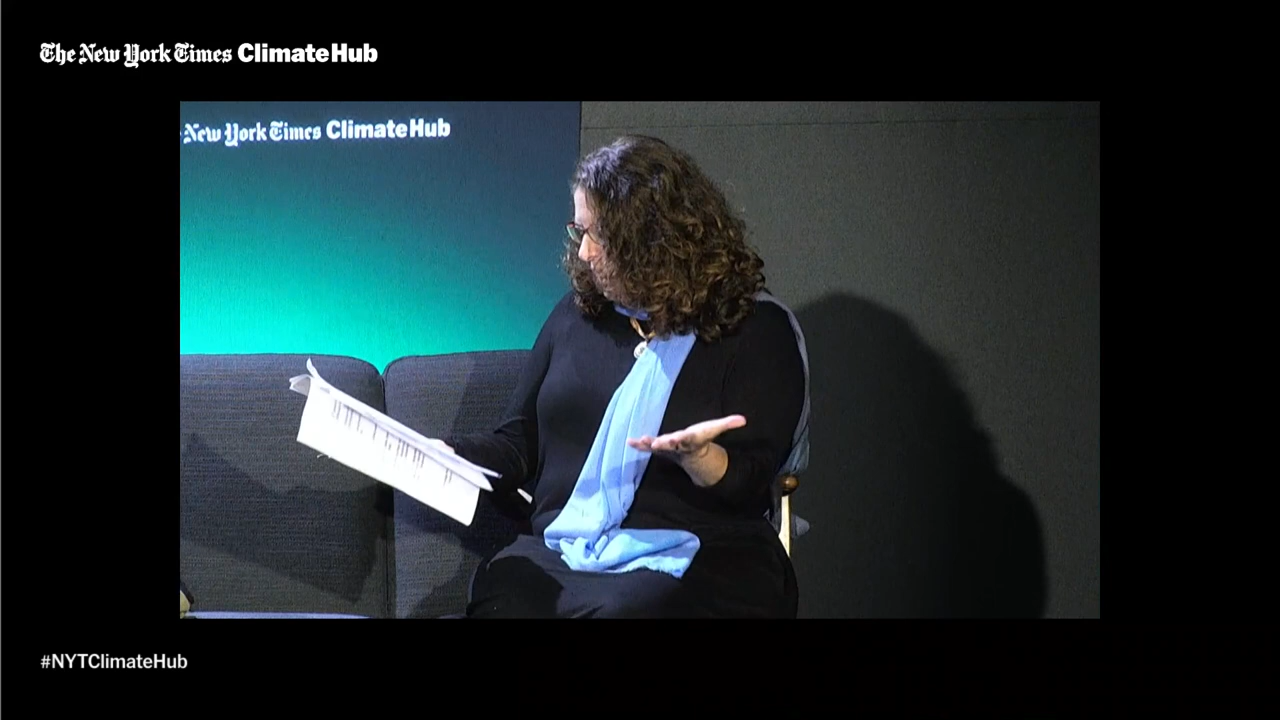 The New York Times Climate Hub
New York Times Climate Hub
#NYTClimateHub